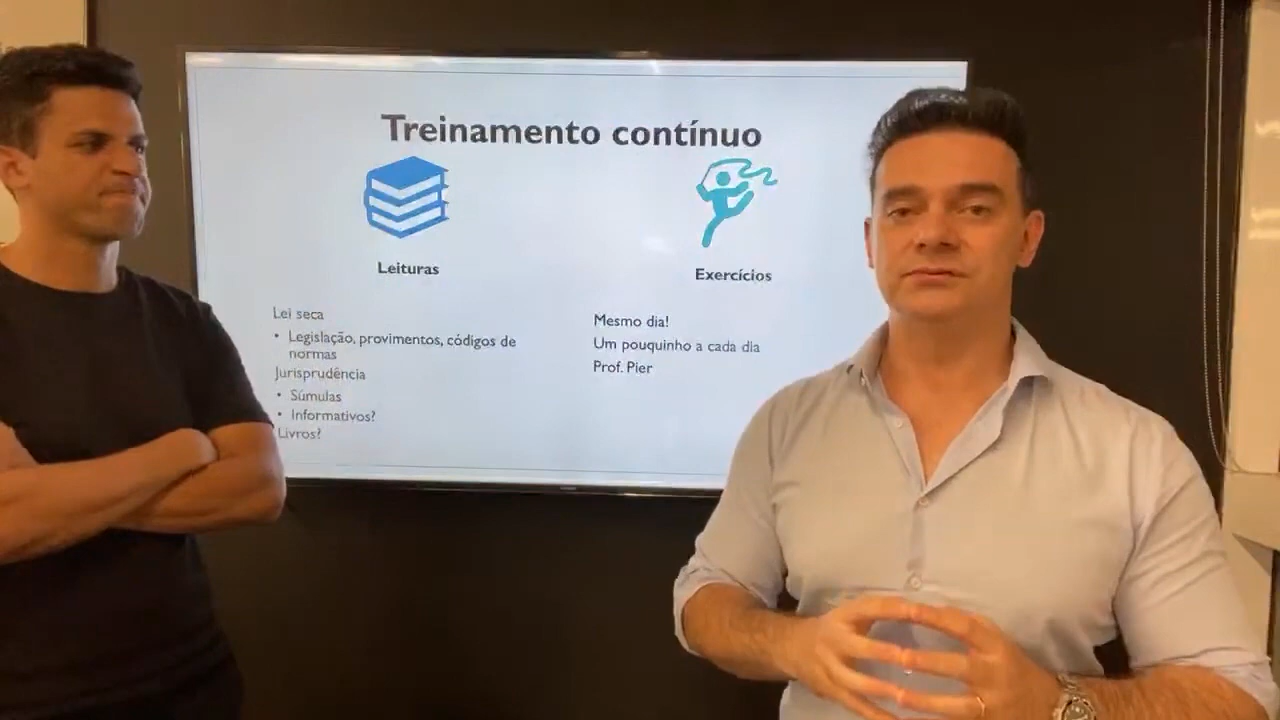 Treinamento contínuo
Leituras
Lei seca
• Legislação, provimentos, códigos de
normas
Jurisprudência
• Súmulas
• Informativos?
Livros?
Exercícios
Mesmo dia!
Um pouquinho a cada dia
Prof. Pier